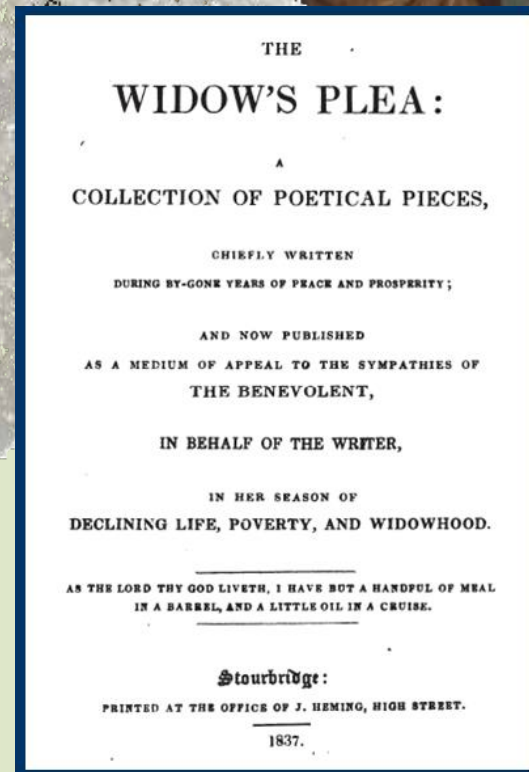 THE
WIDOW'S PLEA:
A
COLLECTION OF POETICAL PIECES,
CHIEFLY WRITTEN
DURING BY-GONE YEARS OF PEACE AND PROSPERITY;
AND NOW PUBLISHED
AS A MEDIUM OF APPEAL TO THE SYMPATHIES OF
THE BENEVOLENT,
IN BEHALF OF THE WRITER,
IN HER SEASON OF
DECLINING LIFE, POVERTY, AND WIDOWHOOD.
AS THE LORD THY GOD LIVETH, I HAVE BUT A HANDFUL OF MEAL
IN A BARREL, AND A LITTLE OIL IN A CRUISE.
Stourbridge:
PRINTED AT THE OFFICE OF J. HEMING, HIGH STREET.
1837.